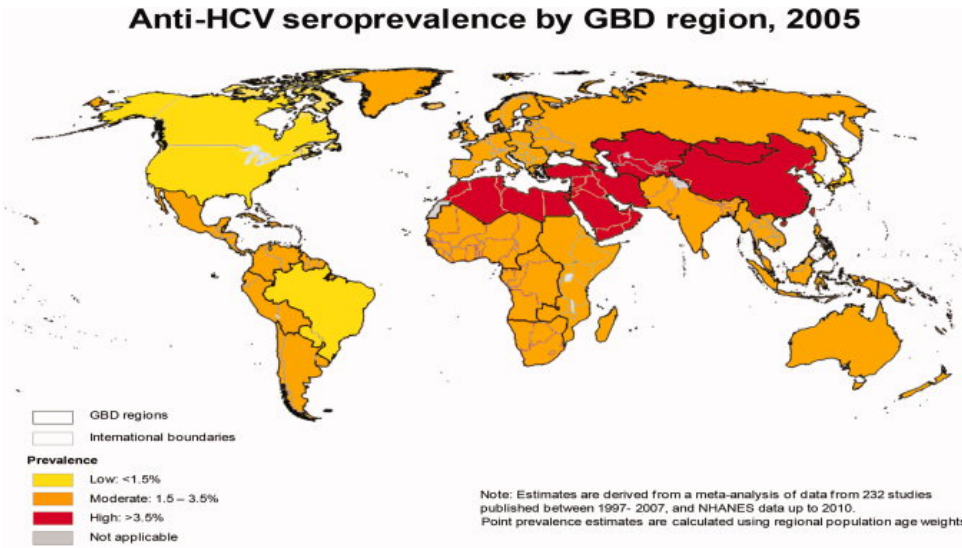 Anti-HCV seroprevalence by GBD region, 2005
GBD regions
International boundaries
Prevalence
Low: <1.5%
Moderate: 1.5 – 3.5%
High: >3.5%
Not applicable
Note: Estimates are derived from a meta-analysis of data from 232 studies
published between 1997- 2007, and NHANES data up to 2010.
Point prevalence estimates are calculated using regional population age weights